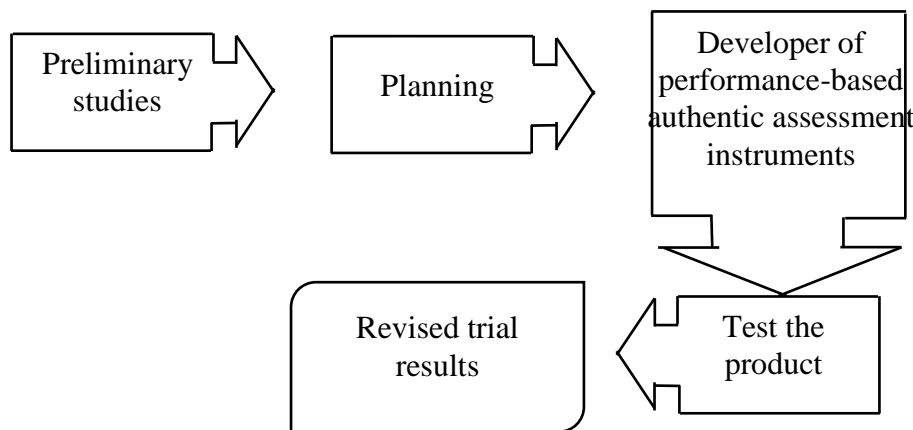 Preliminary
studies
Planning
Developer of
performance-based
authentic assessment
instruments
Test the
product
Revised trial
results